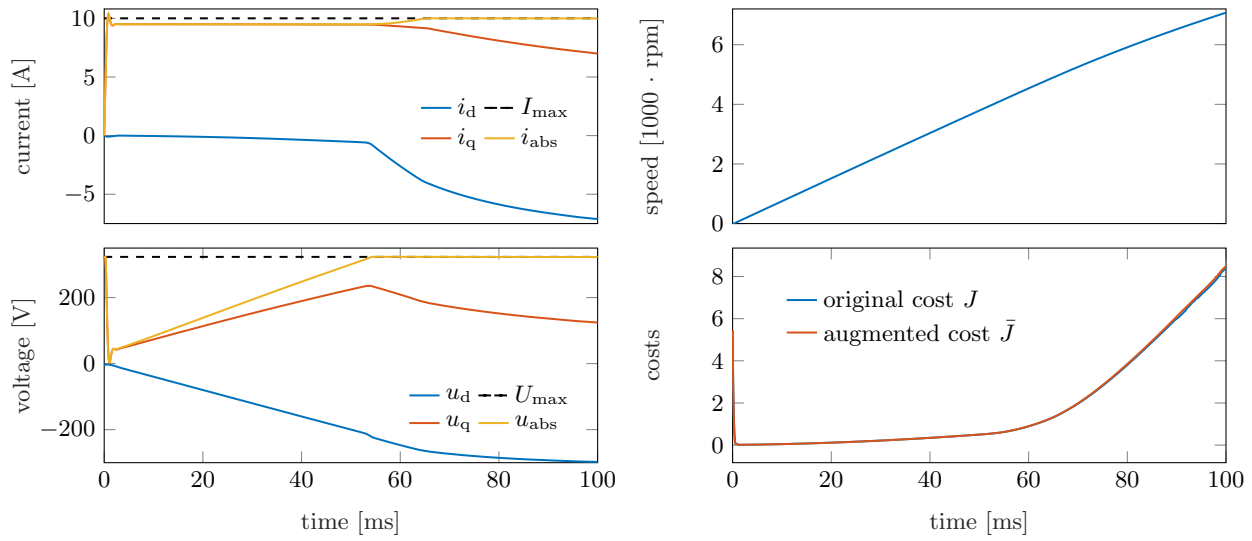 10
5
0
−5
current [A]
i_d I_max
i_q i_abs
6
4
2
0
speed [1000 · rpm]
200
0
−200
voltage [V]
u_d U_max
u_q u_abs
0 20 40 60 80 100
time [ms]
8
6
4
2
0
costs
original cost J
augmented cost J̄
0 20 40 60 80 100
time [ms]